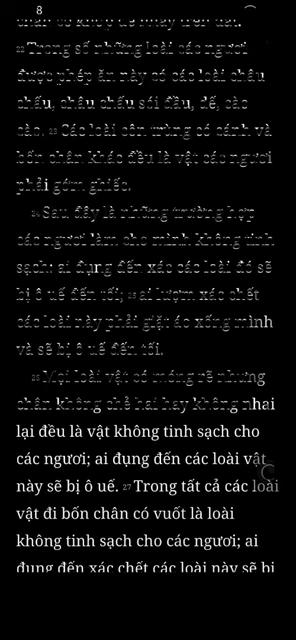 8
chân có khớp để nhảy trên đất.
22 Trong số những loài các ngươi
được phép ăn này có các loài châu
chấu, châu chấu sói đầu, dế, cào
cào. 23 Các loài côn trùng có cánh và
bốn chân khác đều là vật các ngươi
phải gớm ghiếc.
24 Sau đây là những trường hợp
các ngươi làm cho mình không tinh
sạch: ai đụng đến xác các loài đó sẽ
bị ô uế đến tối; 25 ai lượm xác chết
các loài này phải giặt áo xống mình
và sẽ bị ô uế đến tối.
26 Mọi loài vật có móng rẽ nhưng
chân không chẻ hai hay không nhai
lại đều là vật không tinh sạch cho
các ngươi; ai đụng đến các loài vật
này sẽ bị ô uế. 27 Trong tất cả các loài
vật đi bốn chân có vuốt là loài
không tinh sạch cho các ngươi; ai
đụng đến xác chết các loài này sẽ bị